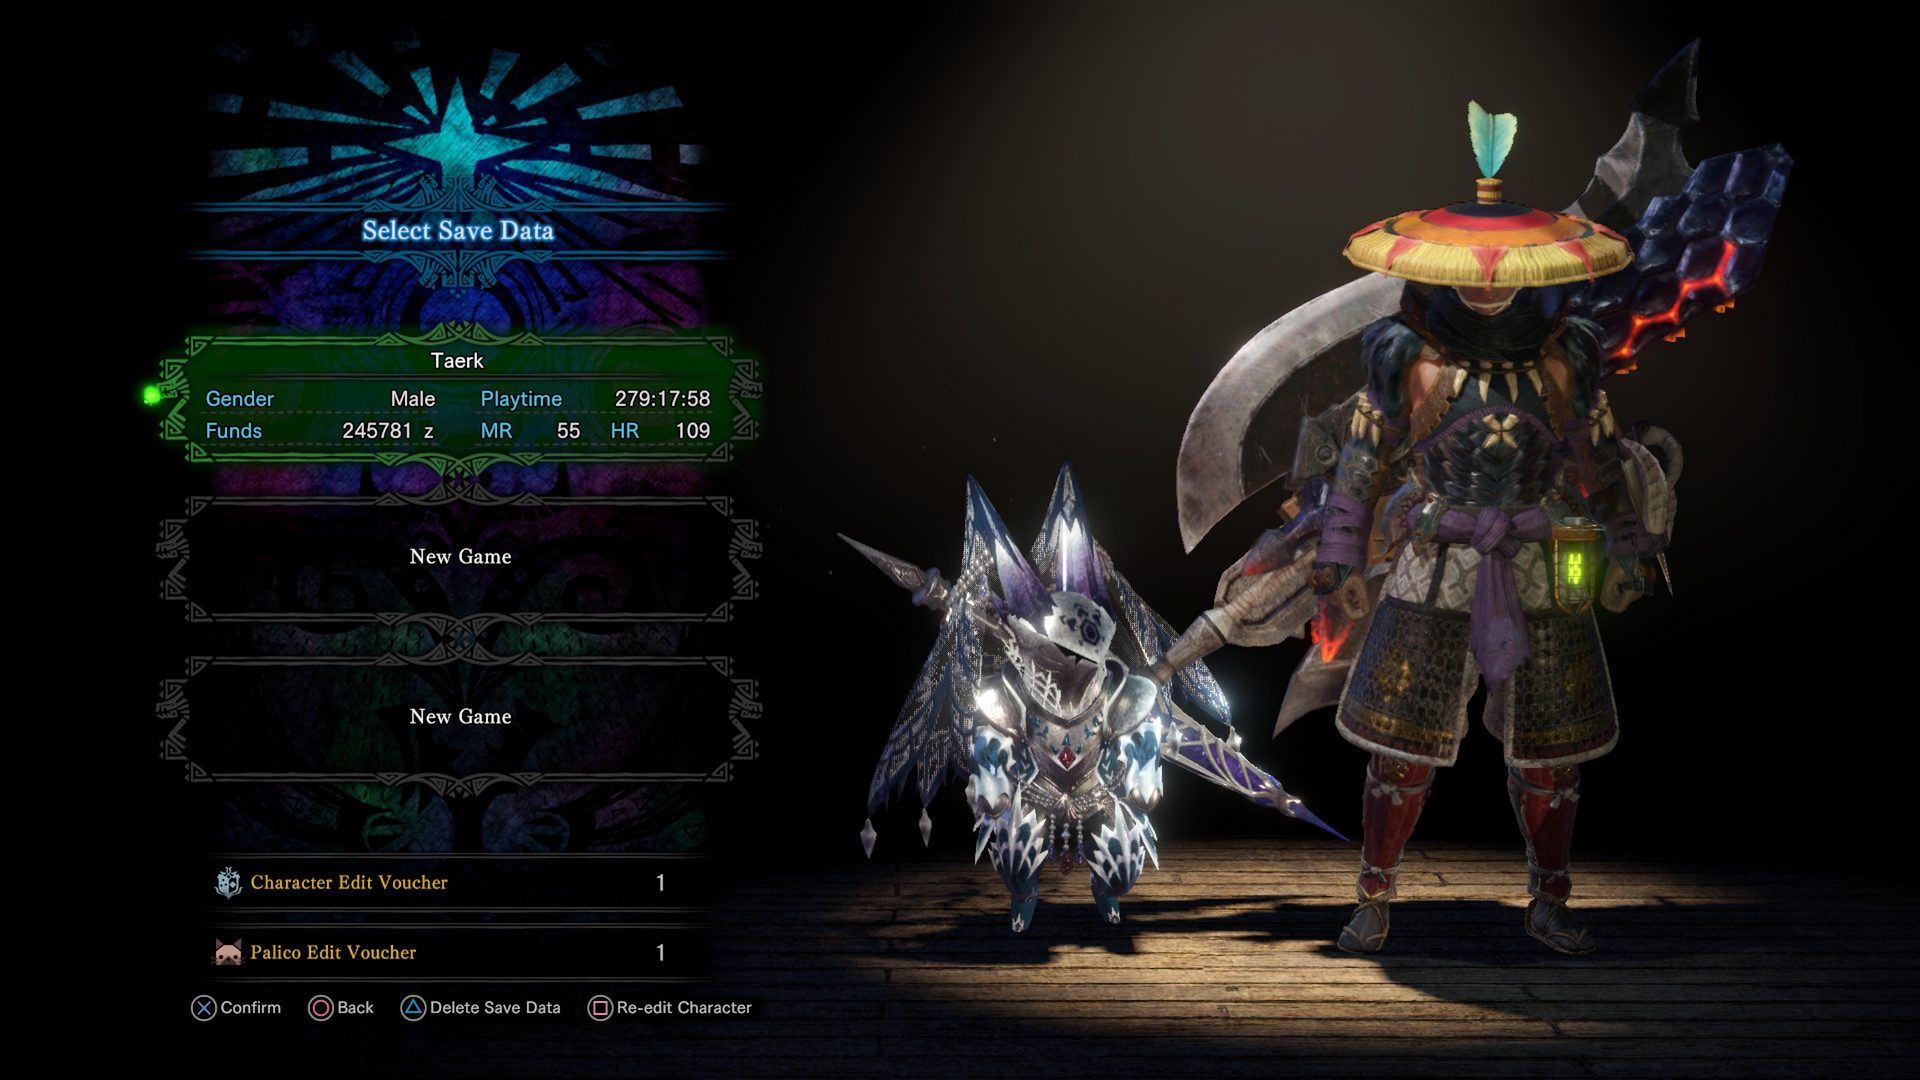 Select Save Data
Taerk
Gender Male Playtime 279:17:58
Funds 245781 z MR 55 HR 109
New Game
New Game
Character Edit Voucher 1
Palico Edit Voucher 1
Confirm Back Delete Save Data Re-edit Character